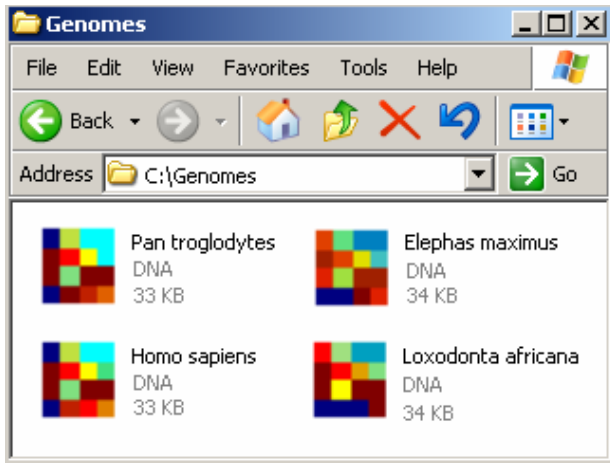 Genomes
File Edit View Favorites Tools Help
Back
Address C:\Genomes Go
Pan troglodytes
DNA
33 KB
Elephas maximus
DNA
34 KB
Homo sapiens
DNA
33 KB
Loxodonta africana
DNA
34 KB